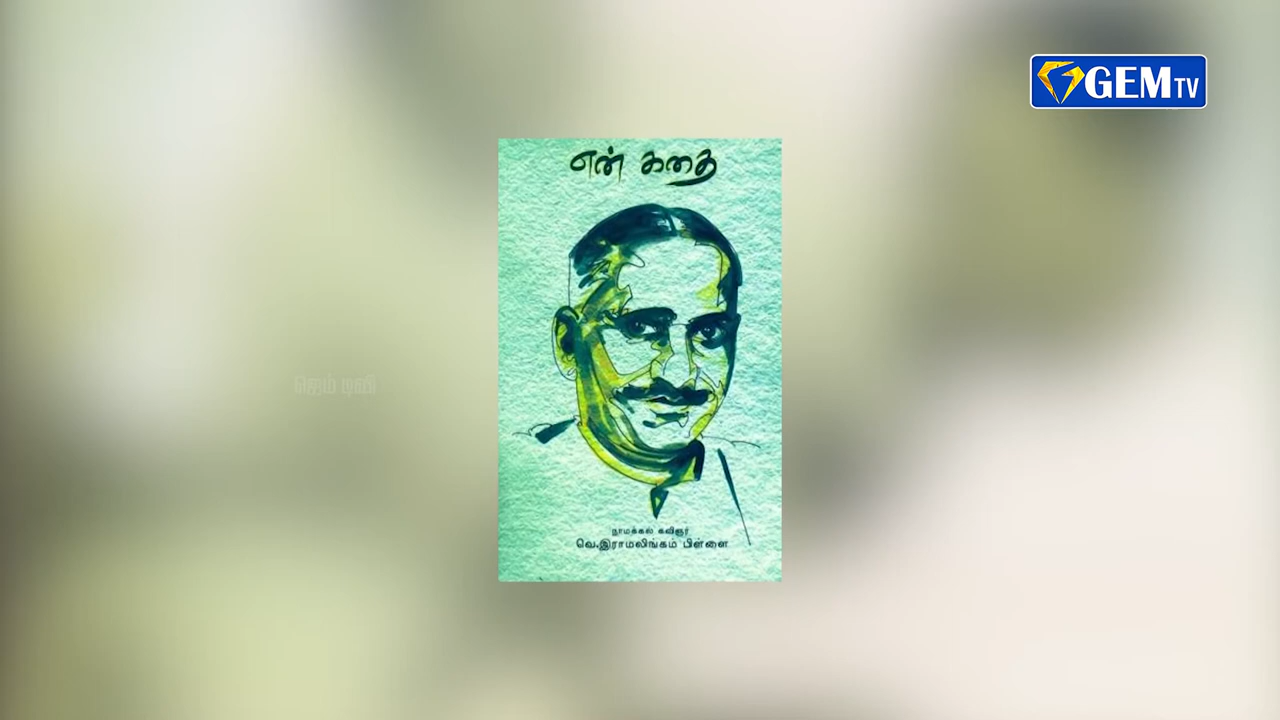 GEM TV
என் கதை
ஜெம் டிவி
நாமக்கல் கவிஞர்
வெ.இராமலிங்கம் பிள்ளை